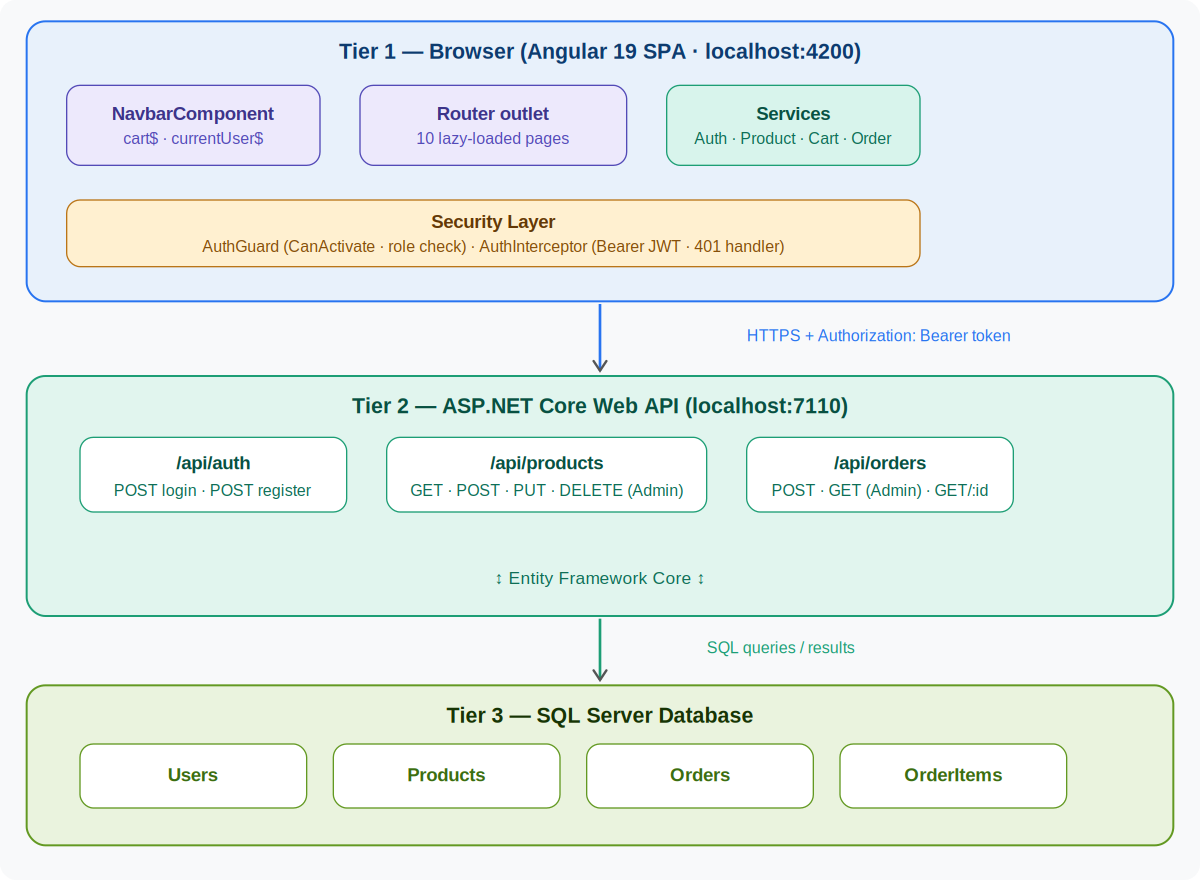 Tier 1 — Browser (Angular 19 SPA · localhost:4200)
NavbarComponent
cart$ · currentUser$
Router outlet
10 lazy-loaded pages
Services
Auth · Product · Cart · Order
Security Layer
AuthGuard (CanActivate · role check) · AuthInterceptor (Bearer JWT · 401 handler)
HTTPS + Authorization: Bearer token
Tier 2 — ASP.NET Core Web API (localhost:7110)
/api/auth
POST login · POST register
/api/products
GET · POST · PUT · DELETE (Admin)
/api/orders
POST · GET (Admin) · GET/:id
↕ Entity Framework Core ↕
SQL queries / results
Tier 3 — SQL Server Database
Users
Products
Orders
OrderItems